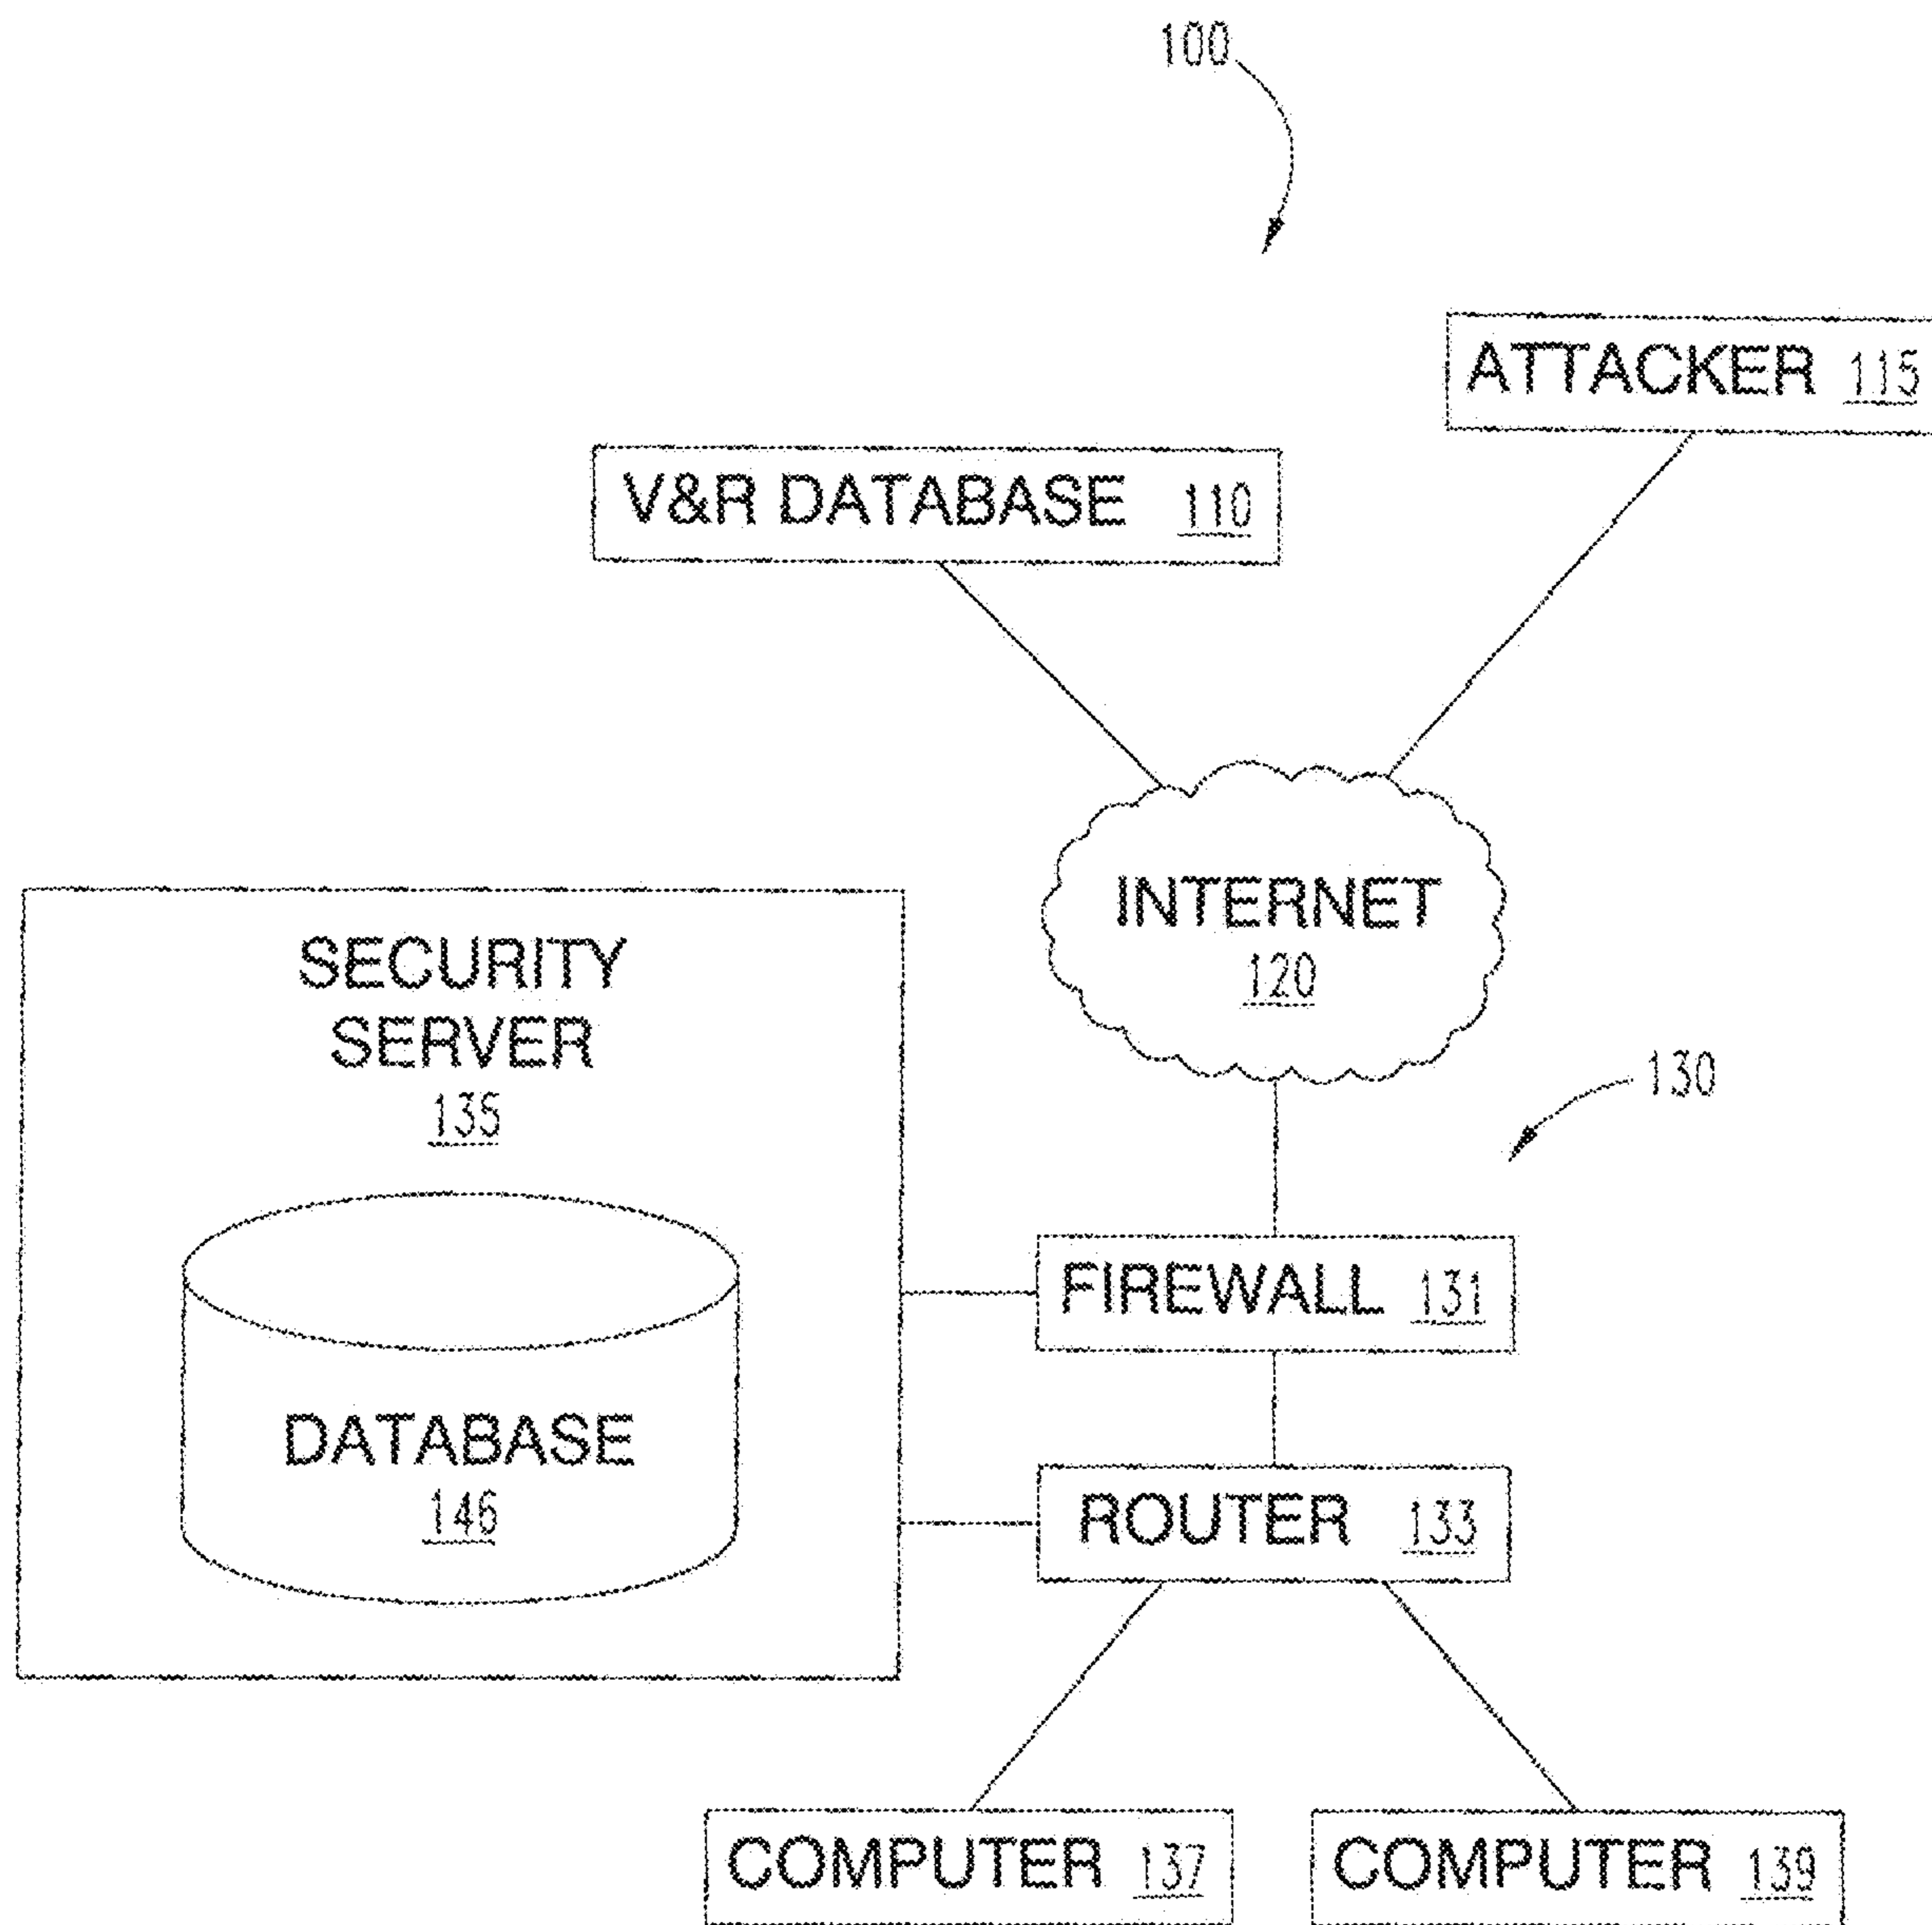 100
ATTACKER 115
V&R DATABASE 110
INTERNET
120
SECURITY
SERVER
135
130
FIREWALL 131
DATABASE
146
ROUTER 133
COMPUTER 137
COMPUTER 139